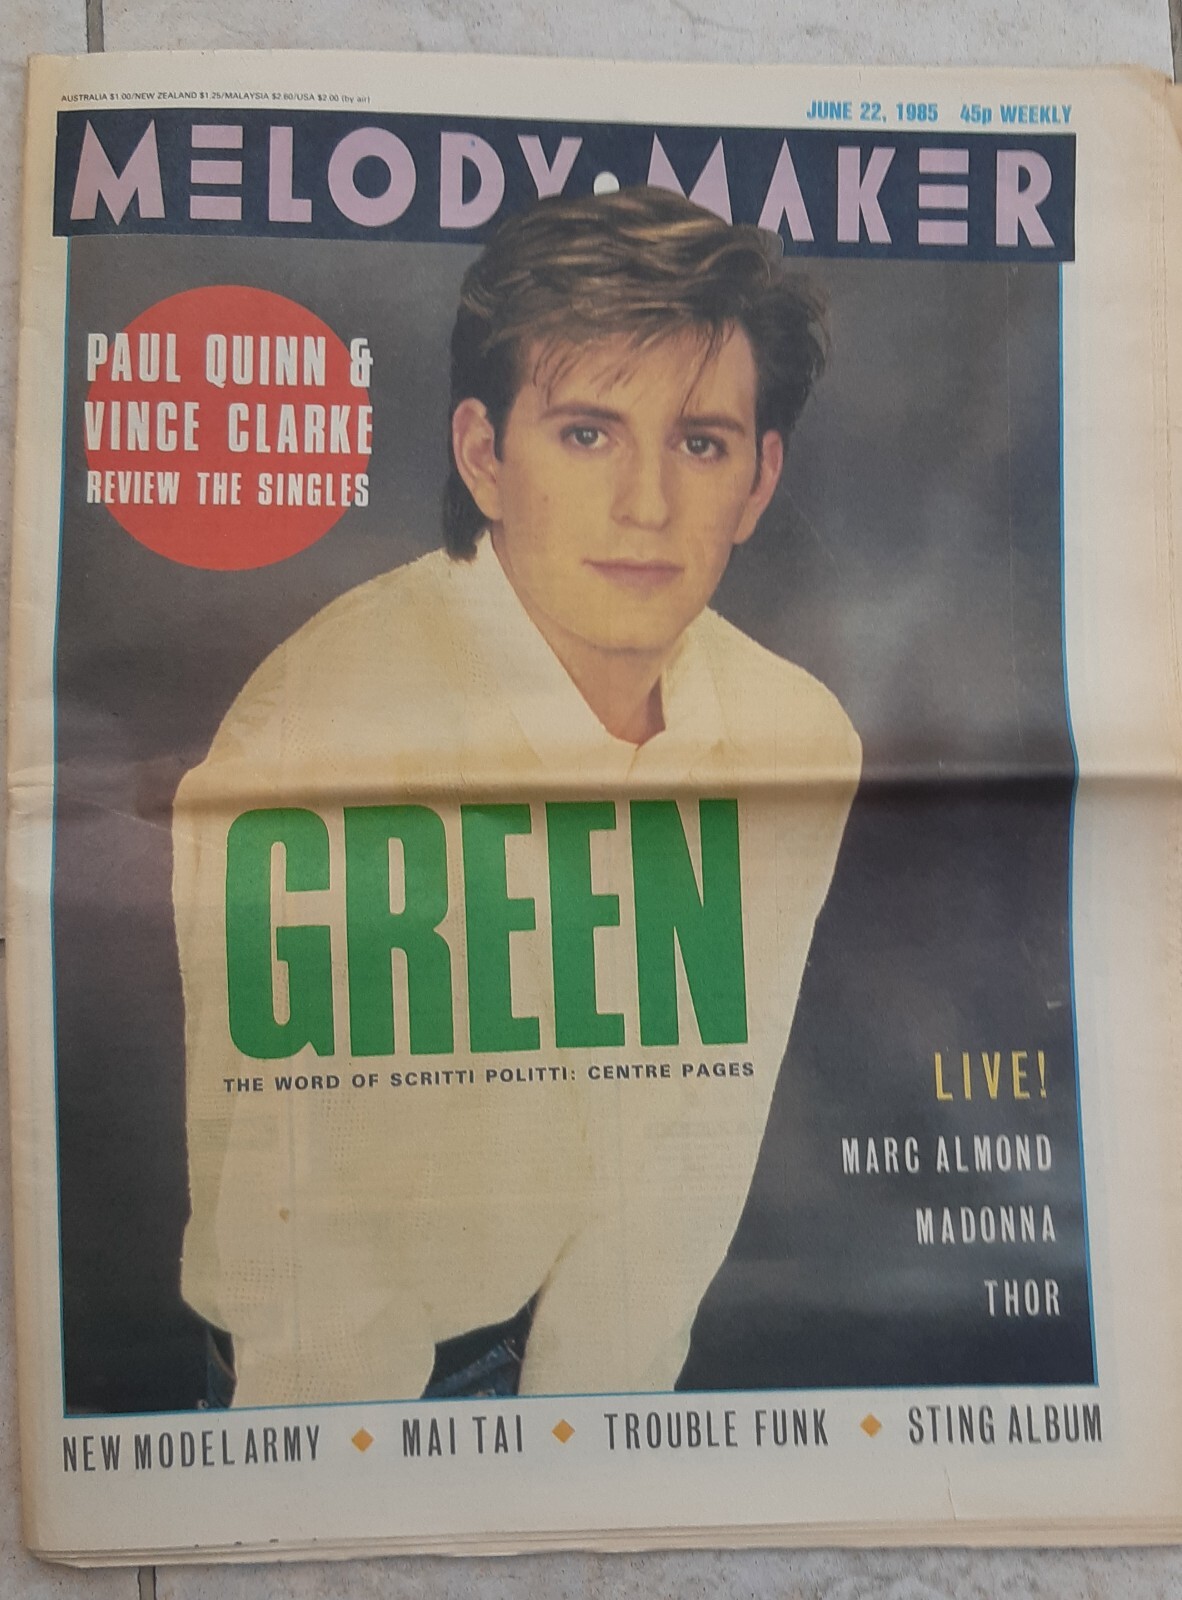 AUSTRALIA $1.00/NEW ZEALAND $1.25/MALAYSIA $2.60/USA $2.00 (by air)
JUNE 22, 1985 45p WEEKLY
MELODY·MAKER
PAUL QUINN &
VINCE CLARKE
REVIEW THE SINGLES
GREEN
THE WORD OF SCRITTI POLITTI: CENTRE PAGES
LIVE!
MARC ALMOND
MADONNA
THOR
NEW MODEL ARMY ◆ MAI TAI ◆ TROUBLE FUNK ◆ STING ALBUM